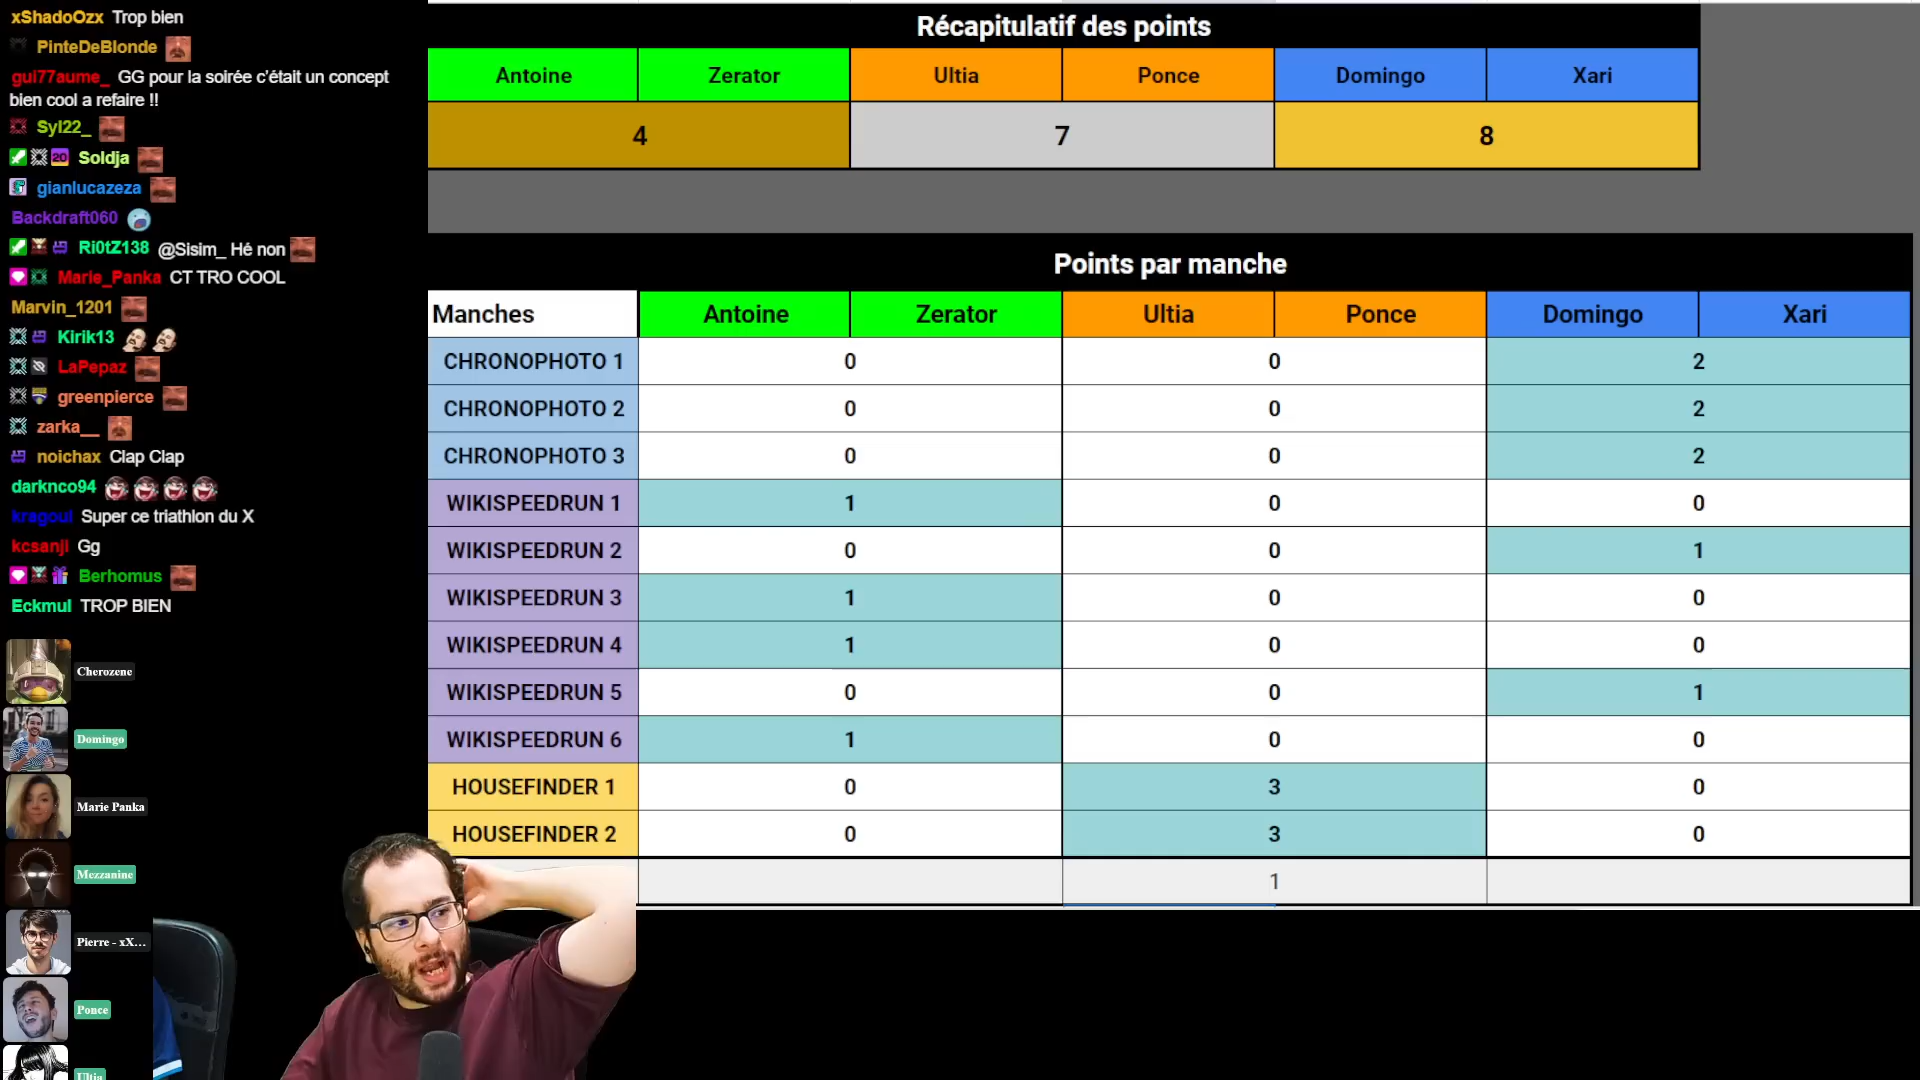 xShadoOzx Trop bien
PinteDeBlonde
gul77aume_ GG pour la soirée c'était un concept
bien cool a refaire !!
Syl22_
20 Soldja
gianlucazeza
Backdraft060
Ri0tZ138 @Sisim_ Hé non
Marie_Panka CT TRO COOL
Marvin_1201
Kirik13
LaPepaz
greenpierce
zarka__
noichax Clap Clap
darknco94
kragoul Super ce triathlon du X
kcsanji Gg
Berhomus
Eckmul TROP BIEN
Cherozene
Domingo
Marie Panka
Mezzanine
Pierre - xX...
Ponce
Ultia
Récapitulatif des points
Antoine Zerator Ultia Ponce Domingo Xari
4 7 8
Points par manche
Manches Antoine Zerator Ultia Ponce Domingo Xari
CHRONOPHOTO 1 0 0 2
CHRONOPHOTO 2 0 0 2
CHRONOPHOTO 3 0 0 2
WIKISPEEDRUN 1 1 0 0
WIKISPEEDRUN 2 0 0 1
WIKISPEEDRUN 3 1 0 0
WIKISPEEDRUN 4 1 0 0
WIKISPEEDRUN 5 0 0 1
WIKISPEEDRUN 6 1 0 0
HOUSEFINDER 1 0 3 0
HOUSEFINDER 2 0 3 0
1